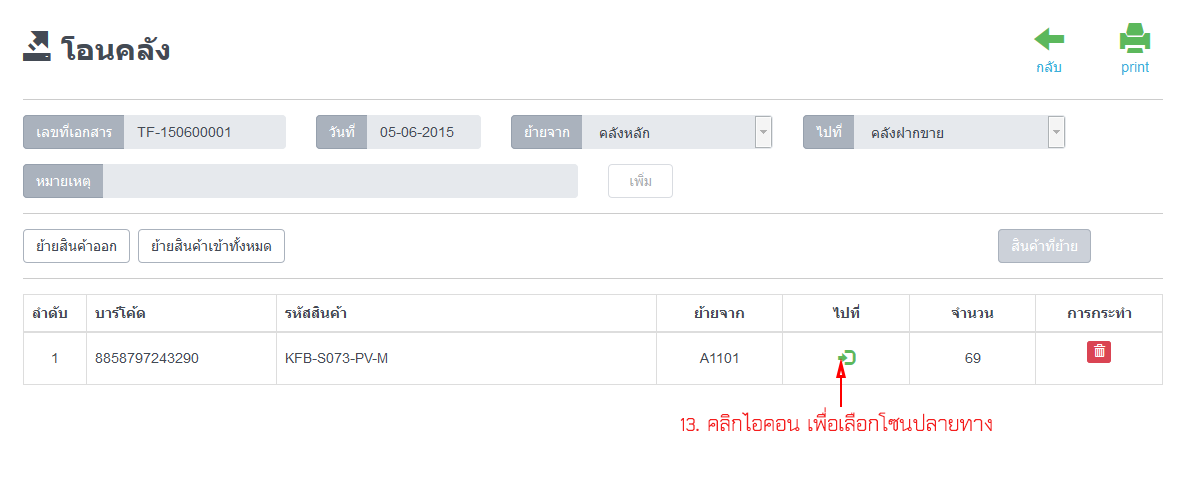 โอนคลัง
กลับ print
เลขที่เอกสาร TF-150600001 วันที่ 05-06-2015 ย้ายจาก คลังหลัก ไปที่ คลังฝากขาย
หมายเหตุ เพิ่ม
ย้ายสินค้าออก ย้ายสินค้าเข้าทั้งหมด สินค้าที่ย้าย
ลำดับ บาร์โค้ด รหัสสินค้า ย้ายจาก ไปที่ จำนวน การกระทำ
1 8858797243290 KFB-S073-PV-M A1101 69
13. คลิกไอคอน เพื่อเลือกโซนปลายทาง